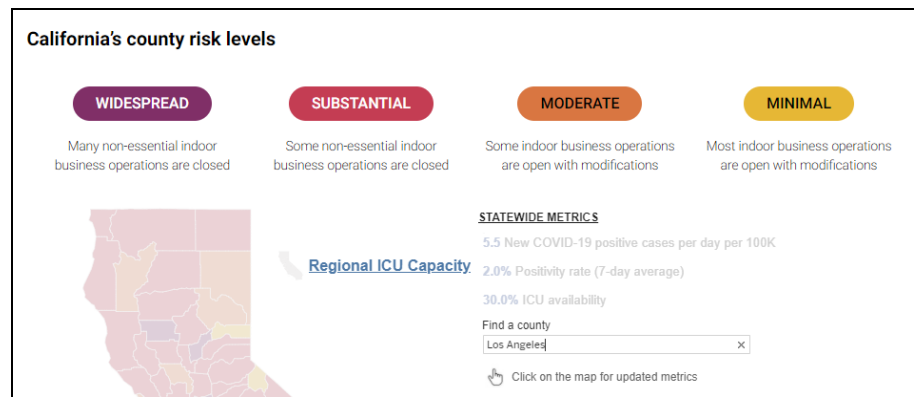 California's county risk levels
WIDESPREAD
Many non-essential indoor
business operations are closed
SUBSTANTIAL
Some non-essential indoor
business operations are closed
MODERATE
Some indoor business operations
are open with modifications
MINIMAL
Most indoor business operations
are open with modifications
Regional ICU Capacity
STATEWIDE METRICS
5.5 New COVID-19 positive cases per day per 100K
2.0% Positivity rate (7-day average)
30.0% ICU availability
Find a county
Los Angeles
Click on the map for updated metrics